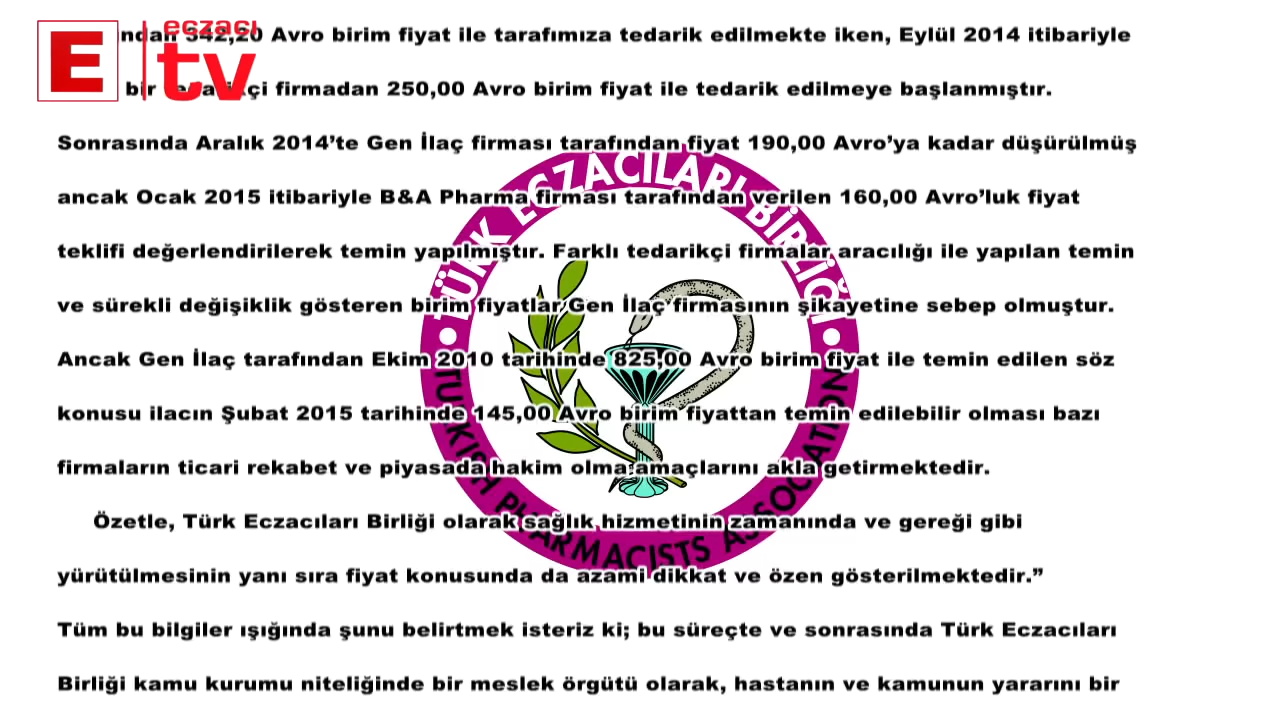 E eczacı tv
342,20 Avro birim fiyat ile tarafımıza tedarik edilmekte iken, Eylül 2014 itibariyle
bir firmadan 250,00 Avro birim fiyat ile tedarik edilmeye başlanmıştır.
Sonrasında Aralık 2014’te Gen İlaç firması tarafından fiyat 190,00 Avro’ya kadar düşürülmüş
ancak Ocak 2015 itibariyle B&A Pharma firması tarafından verilen 160,00 Avro’luk fiyat
teklifi değerlendirilerek temin yapılmıştır. Farklı tedarikçi firmalar aracılığı ile yapılan temin
ve sürekli değişiklik gösteren birim fiyatlar Gen İlaç firmasının şikayetine sebep olmuştur.
Ancak Gen İlaç tarafından Ekim 2010 tarihinde 825,00 Avro birim fiyat ile temin edilen söz
konusu ilacın Şubat 2015 tarihinde 145,00 Avro birim fiyattan temin edilebilir olması bazı
firmaların ticari rekabet ve piyasada hakim olma amaçlarını akla getirmektedir.
Özetle, Türk Eczacıları Birliği olarak sağlık hizmetinin zamanında ve gereği gibi
yürütülmesinin yanı sıra fiyat konusunda da azami dikkat ve özen gösterilmektedir.”
Tüm bu bilgiler ışığında şunu belirtmek isteriz ki; bu süreçte ve sonrasında Türk Eczacıları
Birliği kamu kurumu niteliğinde bir meslek örgütü olarak, hastanın ve kamunun yararını bir
TÜRK ECZACILARI BİRLİĞİ
TURKISH PHARMACISTS ASSOCIATION